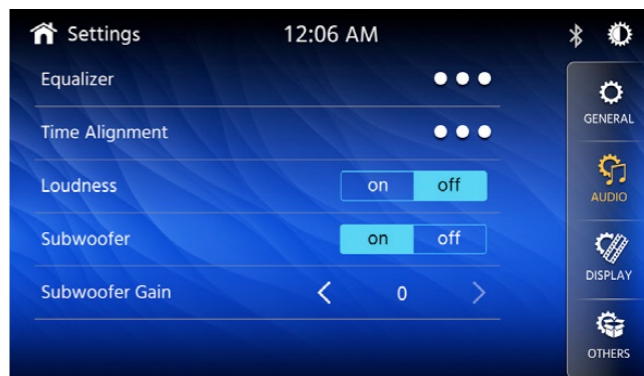 Settings 12:06 AM
Equalizer
Time Alignment
Loudness on off
Subwoofer on off
Subwoofer Gain 0
GENERAL
AUDIO
DISPLAY
OTHERS